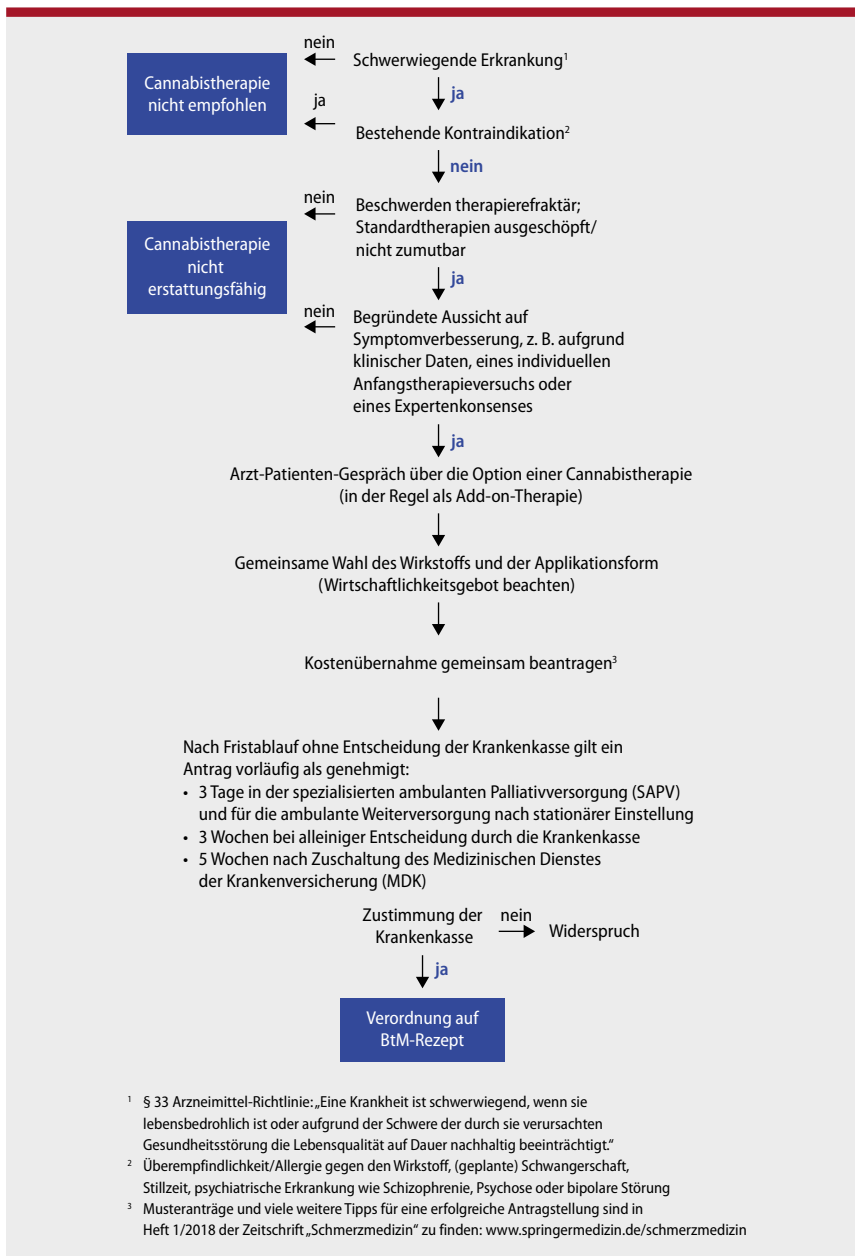 nein
Schwerwiegende Erkrankung¹
Cannabistherapie
nicht empfohlen
ja
ja
Bestehende Kontraindikation²
nein
nein
Beschwerden therapierefraktär;
Standardtherapien ausgeschöpft/
nicht zumutbar
Cannabistherapie
nicht
erstattungsfähig
ja
nein
Begründete Aussicht auf
Symptomverbesserung, z. B. aufgrund
klinischer Daten, eines individuellen
Anfangstherapieversuchs oder
eines Expertenkonsenses
ja
Arzt-Patienten-Gespräch über die Option einer Cannabistherapie
(in der Regel als Add-on-Therapie)
Gemeinsame Wahl des Wirkstoffs und der Applikationsform
(Wirtschaftlichkeitsgebot beachten)
Kostenübernahme gemeinsam beantragen³
Nach Fristablauf ohne Entscheidung der Krankenkasse gilt ein
Antrag vorläufig als genehmigt:
• 3 Tage in der spezialisierten ambulanten Palliativversorgung (SAPV)
und für die ambulante Weiterversorgung nach stationärer Einstellung
• 3 Wochen bei alleiniger Entscheidung durch die Krankenkasse
• 5 Wochen nach Zuschaltung des Medizinischen Dienstes
der Krankenversicherung (MDK)
Zustimmung der
Krankenkasse
nein
Widerspruch
ja
Verordnung auf
BtM-Rezept
¹ § 33 Arzneimittel-Richtlinie: „Eine Krankheit ist schwerwiegend, wenn sie
lebensbedrohlich ist oder aufgrund der Schwere der durch sie verursachten
Gesundheitsstörung die Lebensqualität auf Dauer nachhaltig beeinträchtigt.“
² Überempfindlichkeit/Allergie gegen den Wirkstoff, (geplante) Schwangerschaft,
Stillzeit, psychiatrische Erkrankung wie Schizophrenie, Psychose oder bipolare Störung
³ Musteranträge und viele weitere Tipps für eine erfolgreiche Antragstellung sind in
Heft 1/2018 der Zeitschrift „Schmerzmedizin“ zu finden: www.springermedizin.de/schmerzmedizin